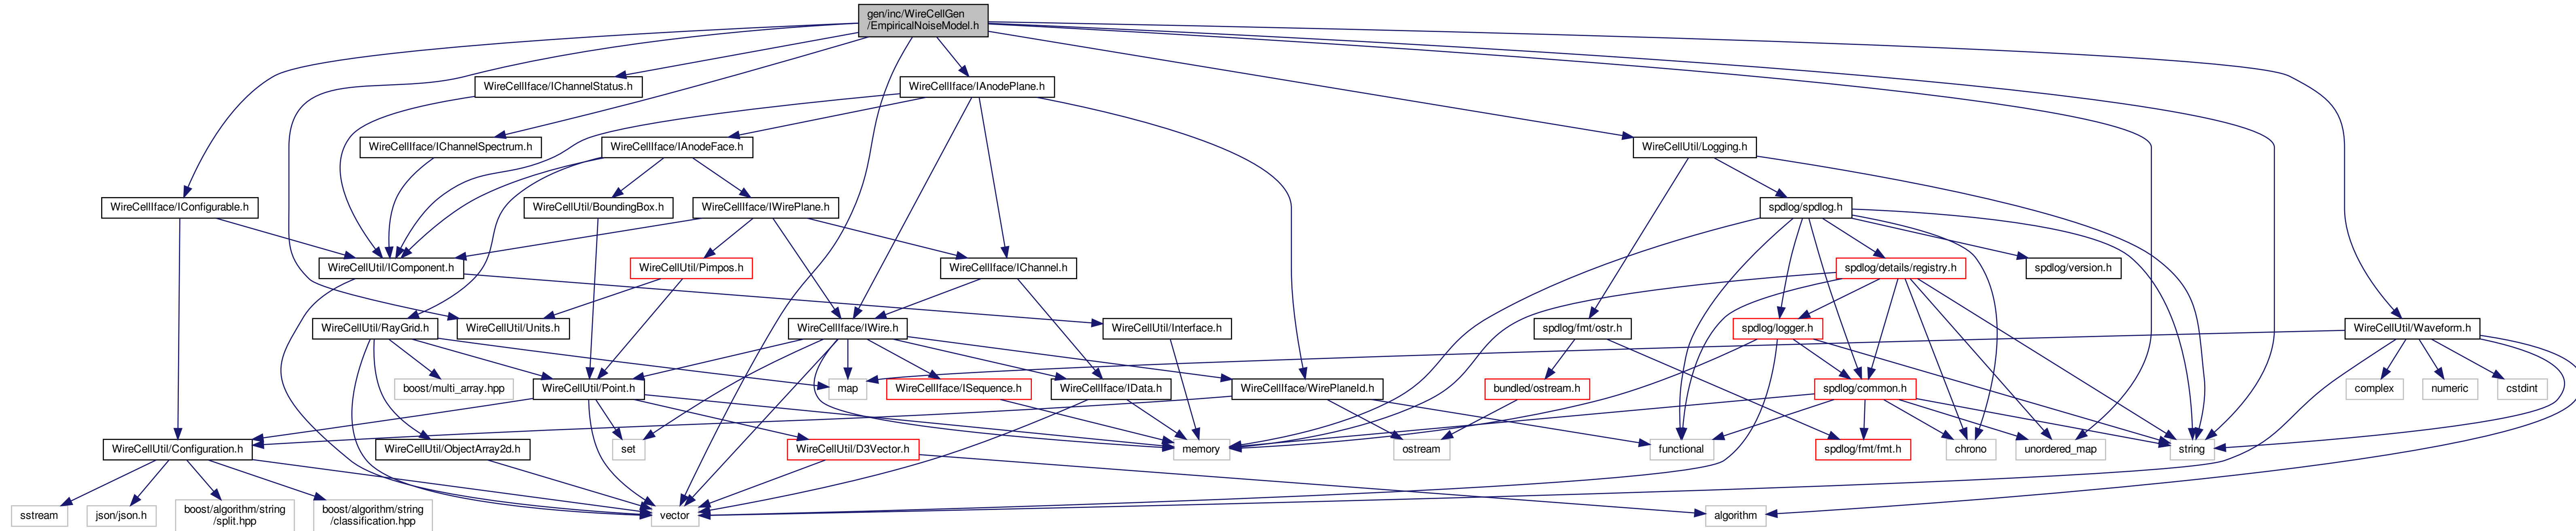 gen/inc/WireCellGen
/EmpiricalNoiseModel.h
WireCellIface/IChannelStatus.h
WireCellIface/IAnodePlane.h
WireCellIface/IChannelSpectrum.h
WireCellIface/IAnodeFace.h
WireCellUtil/Logging.h
WireCellIface/IConfigurable.h
WireCellUtil/BoundingBox.h
WireCellIface/IWirePlane.h
spdlog/spdlog.h
WireCellUtil/IComponent.h
WireCellUtil/Pimpos.h
WireCellIface/IChannel.h
spdlog/details/registry.h
spdlog/version.h
WireCellUtil/RayGrid.h
WireCellUtil/Units.h
WireCellIface/IWire.h
WireCellUtil/Interface.h
spdlog/fmt/ostr.h
spdlog/logger.h
WireCellUtil/Waveform.h
boost/multi_array.hpp
WireCellUtil/Point.h
map
WireCellIface/ISequence.h
WireCellIface/IData.h
WireCellIface/WirePlaneId.h
bundled/ostream.h
spdlog/common.h
complex
numeric
cstdint
WireCellUtil/Configuration.h
WireCellUtil/ObjectArray2d.h
set
WireCellUtil/D3Vector.h
memory
ostream
functional
spdlog/fmt/fmt.h
chrono
unordered_map
string
sstream
json/json.h
boost/algorithm/string
/split.hpp
boost/algorithm/string
/classification.hpp
vector
algorithm